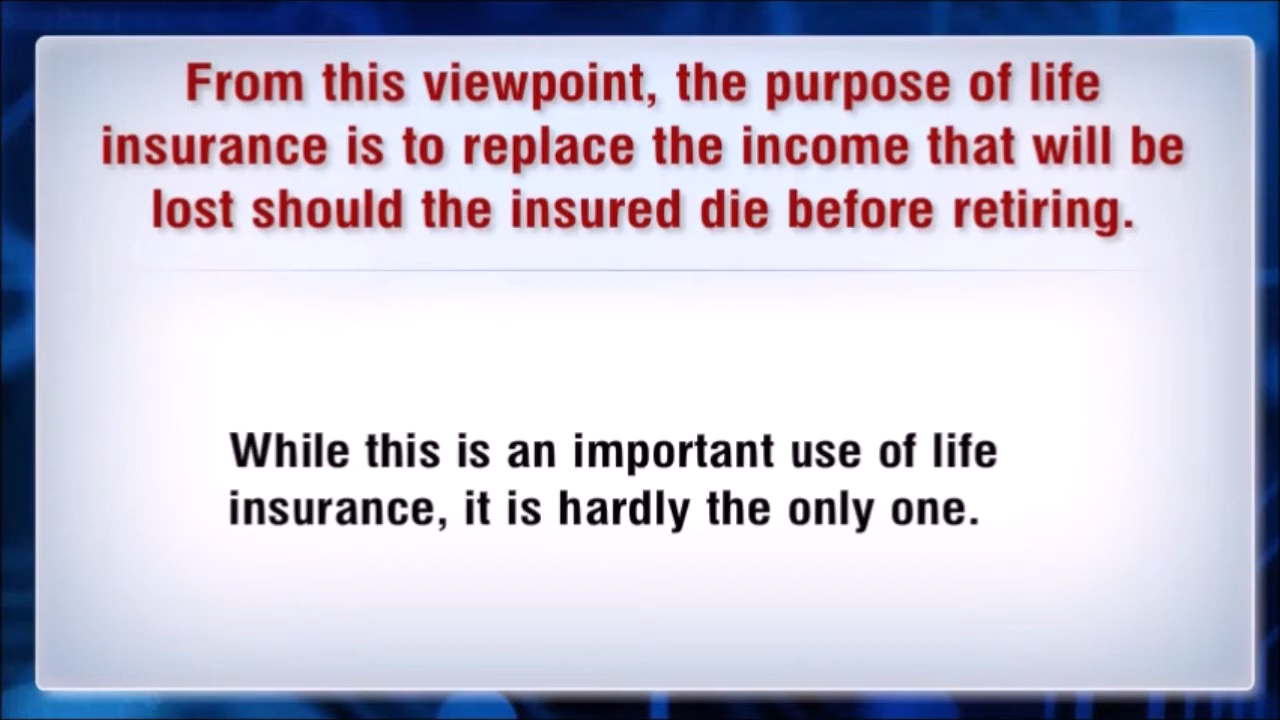 From this viewpoint, the purpose of life
insurance is to replace the income that will be
lost should the insured die before retiring.
While this is an important use of life
insurance, it is hardly the only one.